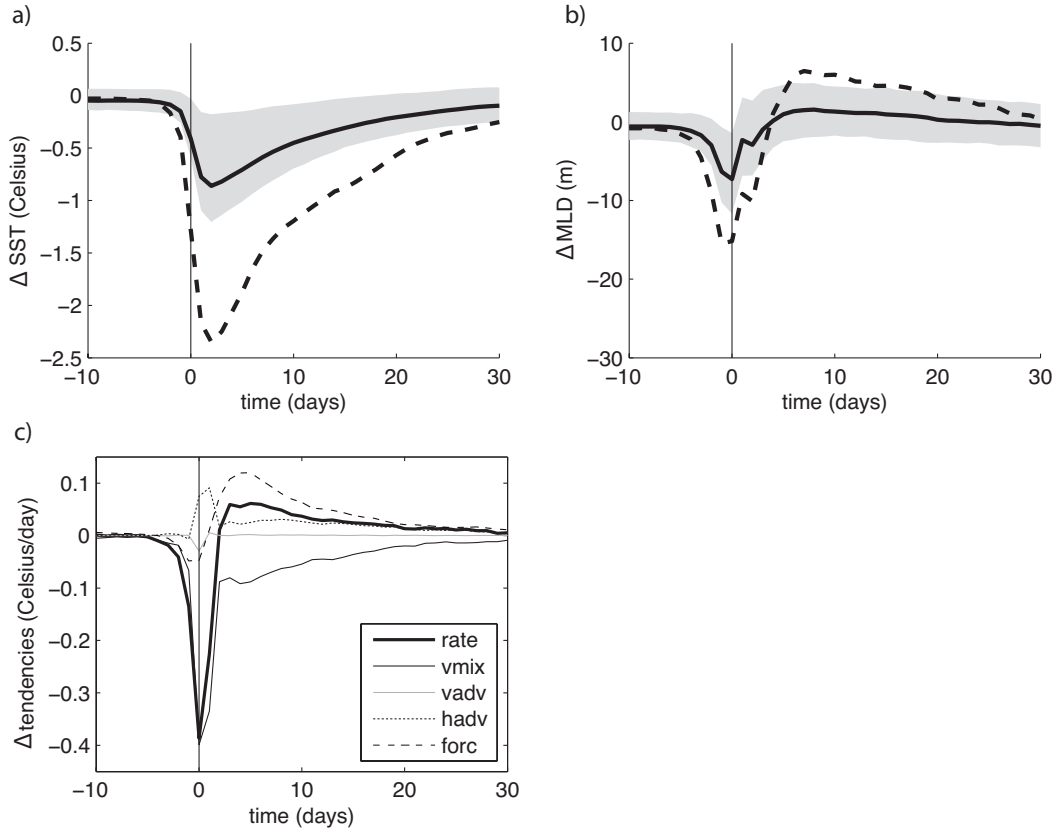 a)
0.5
0
−0.5
−1
−1.5
−2
−2.5
Δ SST (Celsius)
−10 0 10 20 30
time (days)
b)
10
0
−10
−20
−30
Δ MLD (m)
−10 0 10 20 30
time (days)
c)
0.1
0
−0.1
−0.2
−0.3
−0.4
Δ tendencies (Celsius/day)
rate
vmix
vadv
hadv
forc
−10 0 10 20 30
time (days)